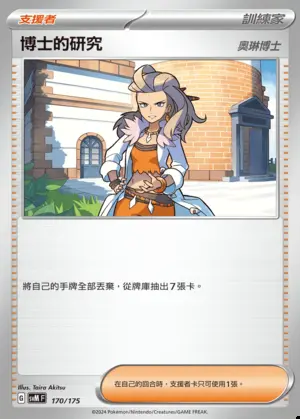 支援者
訓練家
博士的研究
奧琳博士
將自己的手牌全部丟棄，從牌庫抽出7張卡。
Illus. Taira Akitsu
G SVM F 170/175
在自己的回合時，支援者卡只可使用1張。
©2024 Pokémon/Nintendo/Creatures/GAME FREAK.